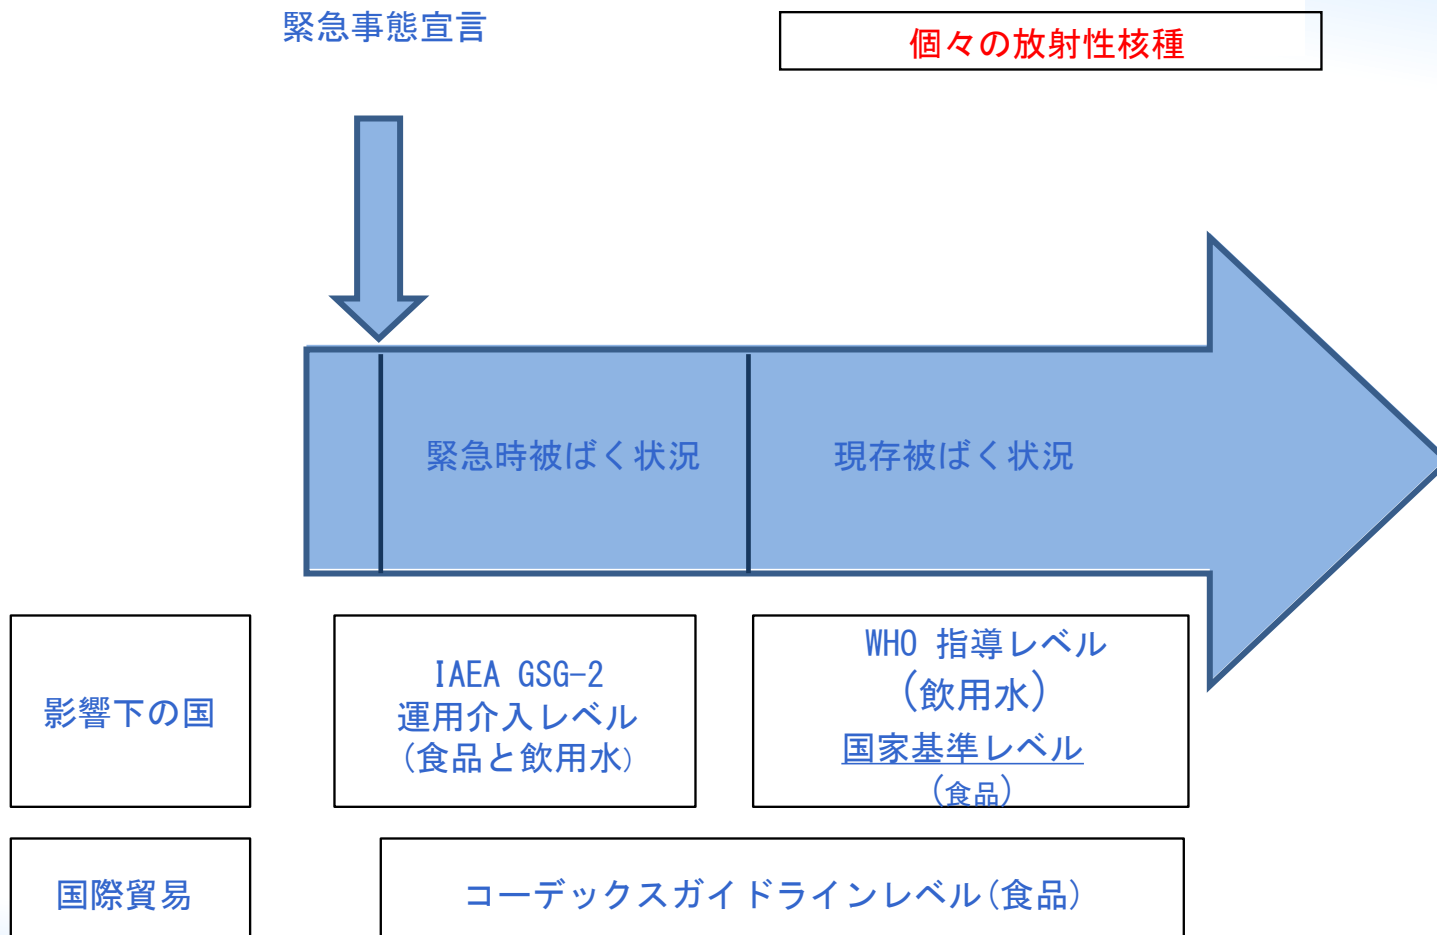 緊急事態宣言
個々の放射性核種
緊急時被ばく状況
現存被ばく状況
影響下の国
IAEA GSG-2
運用介入レベル
(食品と飲用水)
WHO 指導レベル
(飲用水)
国家基準レベル
(食品)
国際貿易
コーデックスガイドラインレベル(食品)